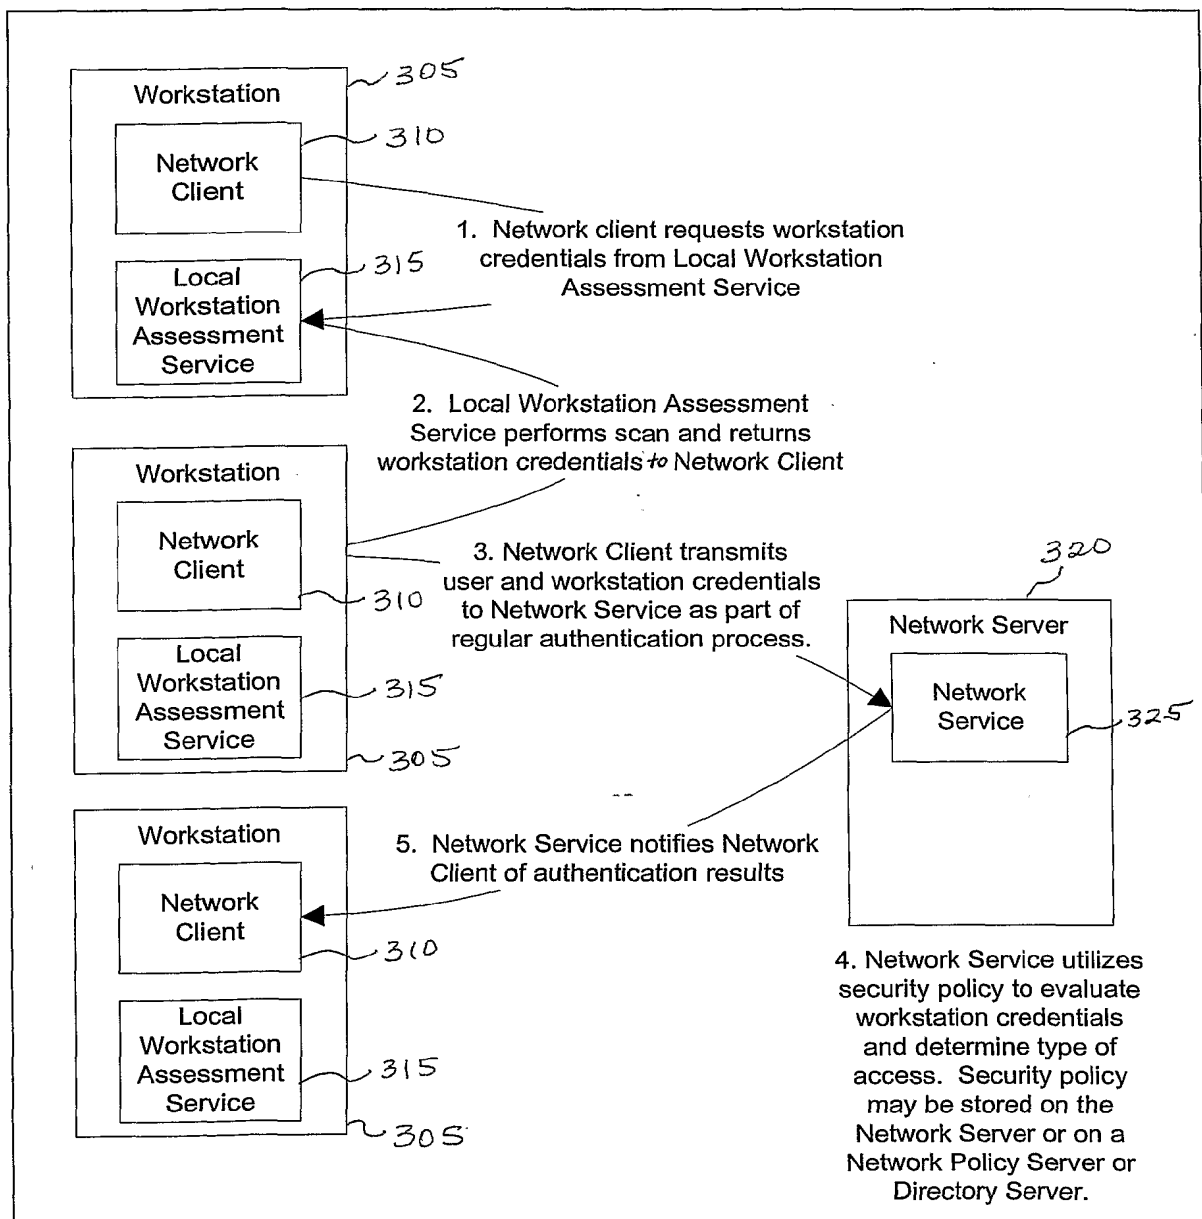 Workstation
305
Network
Client
310
Local
Workstation
Assessment
Service
315
1. Network client requests workstation
credentials from Local Workstation
Assessment Service
2. Local Workstation Assessment
Service performs scan and returns
workstation credentials to Network Client
Workstation
Network
Client
310
Local
Workstation
Assessment
Service
315
305
3. Network Client transmits
user and workstation credentials
to Network Service as part of
regular authentication process.
320
Network Server
Network
Service
325
Workstation
Network
Client
310
Local
Workstation
Assessment
Service
315
305
5. Network Service notifies Network
Client of authentication results
4. Network Service utilizes
security policy to evaluate
workstation credentials
and determine type of
access. Security policy
may be stored on the
Network Server or on a
Network Policy Server or
Directory Server.